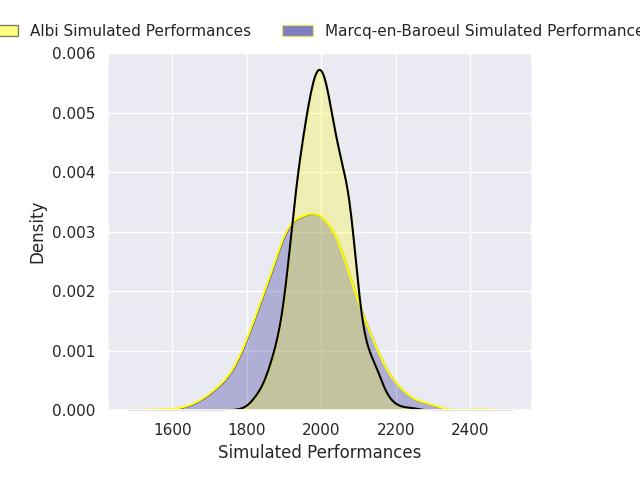 Albi Simulated Performances
Marcq-en-Baroeul Simulated Performance
0.006
0.005
0.004
0.003
0.002
0.001
0.000
Density
1600 1800 2000 2200 2400
Simulated Performances